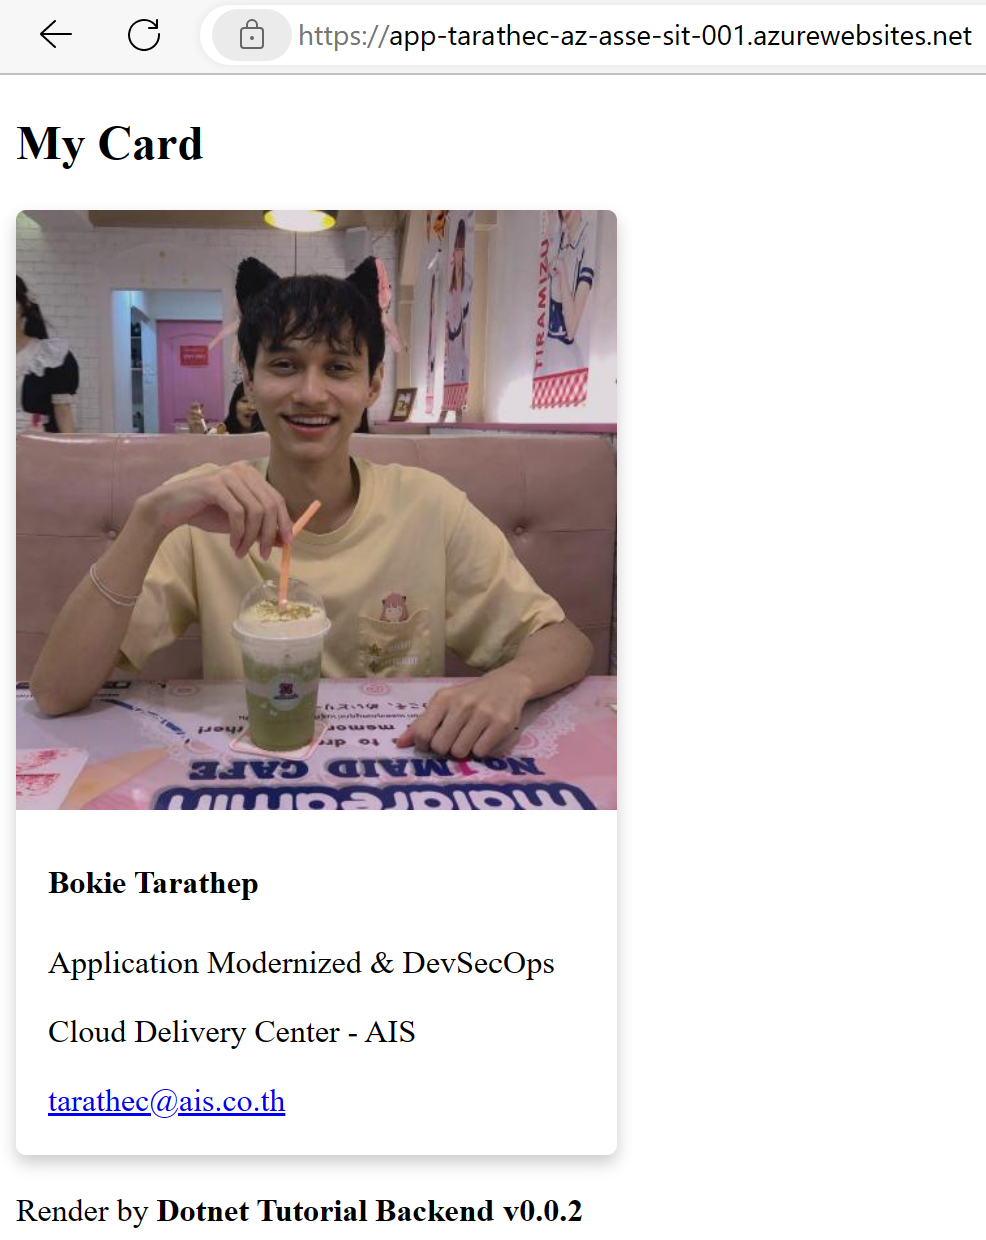 https://app-tarathec-az-asse-sit-001.azurewebsites.net
My Card
TIRAMIZU
No.1 MAID CAFE
maidreamin
Bokie Tarathep
Application Modernized & DevSecOps
Cloud Delivery Center - AIS
tarathec@ais.co.th
Render by Dotnet Tutorial Backend v0.0.2